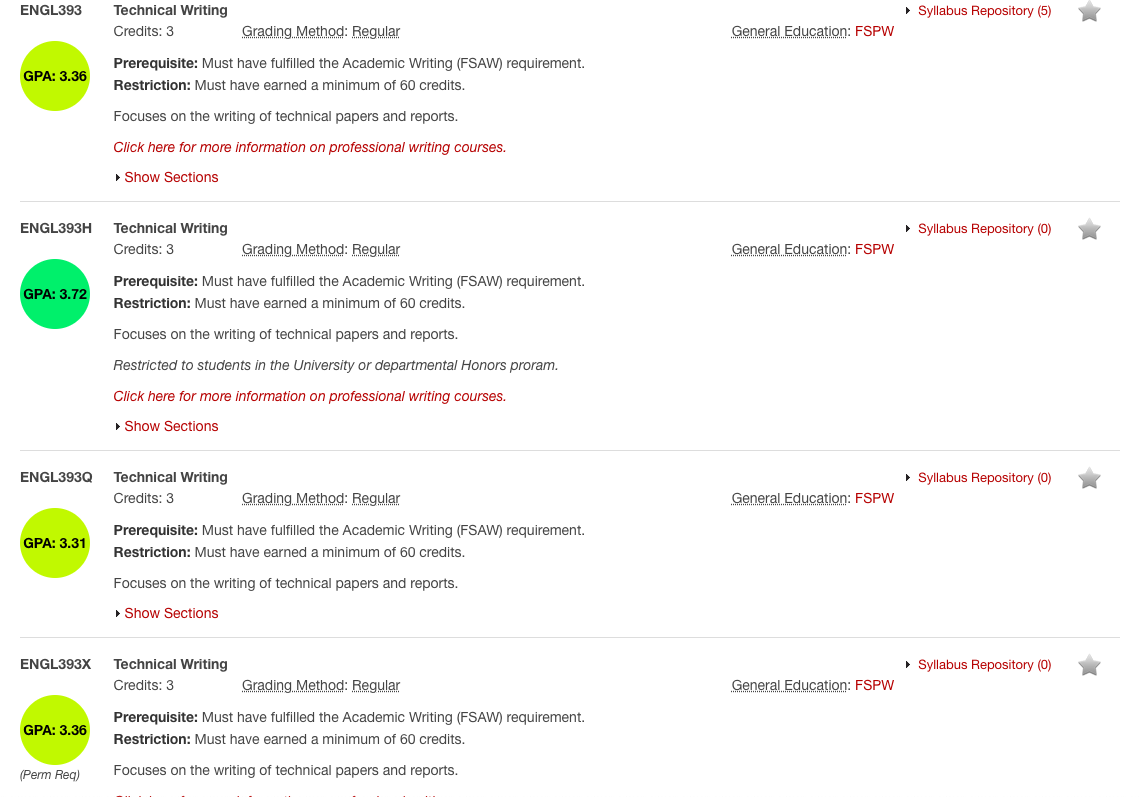 ENGL393 Technical Writing Syllabus Repository (5)
Credits: 3 Grading Method: Regular General Education: FSPW
GPA: 3.36
Prerequisite: Must have fulfilled the Academic Writing (FSAW) requirement.
Restriction: Must have earned a minimum of 60 credits.
Focuses on the writing of technical papers and reports.
Click here for more information on professional writing courses.
Show Sections
ENGL393H Technical Writing Syllabus Repository (0)
Credits: 3 Grading Method: Regular General Education: FSPW
GPA: 3.72
Prerequisite: Must have fulfilled the Academic Writing (FSAW) requirement.
Restriction: Must have earned a minimum of 60 credits.
Focuses on the writing of technical papers and reports.
Restricted to students in the University or departmental Honors proram.
Click here for more information on professional writing courses.
Show Sections
ENGL393Q Technical Writing Syllabus Repository (0)
Credits: 3 Grading Method: Regular General Education: FSPW
GPA: 3.31
Prerequisite: Must have fulfilled the Academic Writing (FSAW) requirement.
Restriction: Must have earned a minimum of 60 credits.
Focuses on the writing of technical papers and reports.
Show Sections
ENGL393X Technical Writing Syllabus Repository (0)
Credits: 3 Grading Method: Regular General Education: FSPW
GPA: 3.36
(Perm Req)
Prerequisite: Must have fulfilled the Academic Writing (FSAW) requirement.
Restriction: Must have earned a minimum of 60 credits.
Focuses on the writing of technical papers and reports.